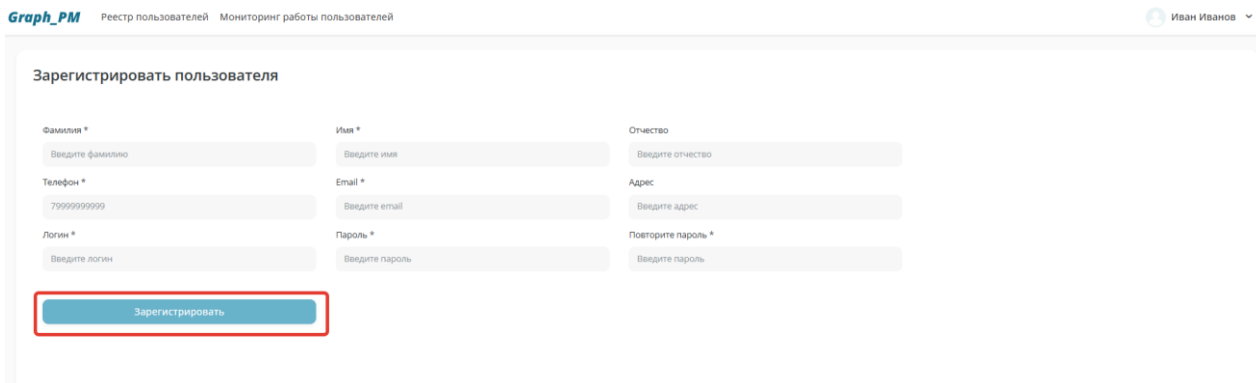 Graph_PM Реестр пользователей Мониторинг работы пользователей Иван Иванов
Зарегистрировать пользователя
Фамилия * Имя * Отчество
Введите фамилию Введите имя Введите отчество
Телефон * Email * Адрес
79999999999 Введите email Введите адрес
Логин * Пароль * Повторите пароль *
Введите логин Введите пароль Введите пароль
Зарегистрировать